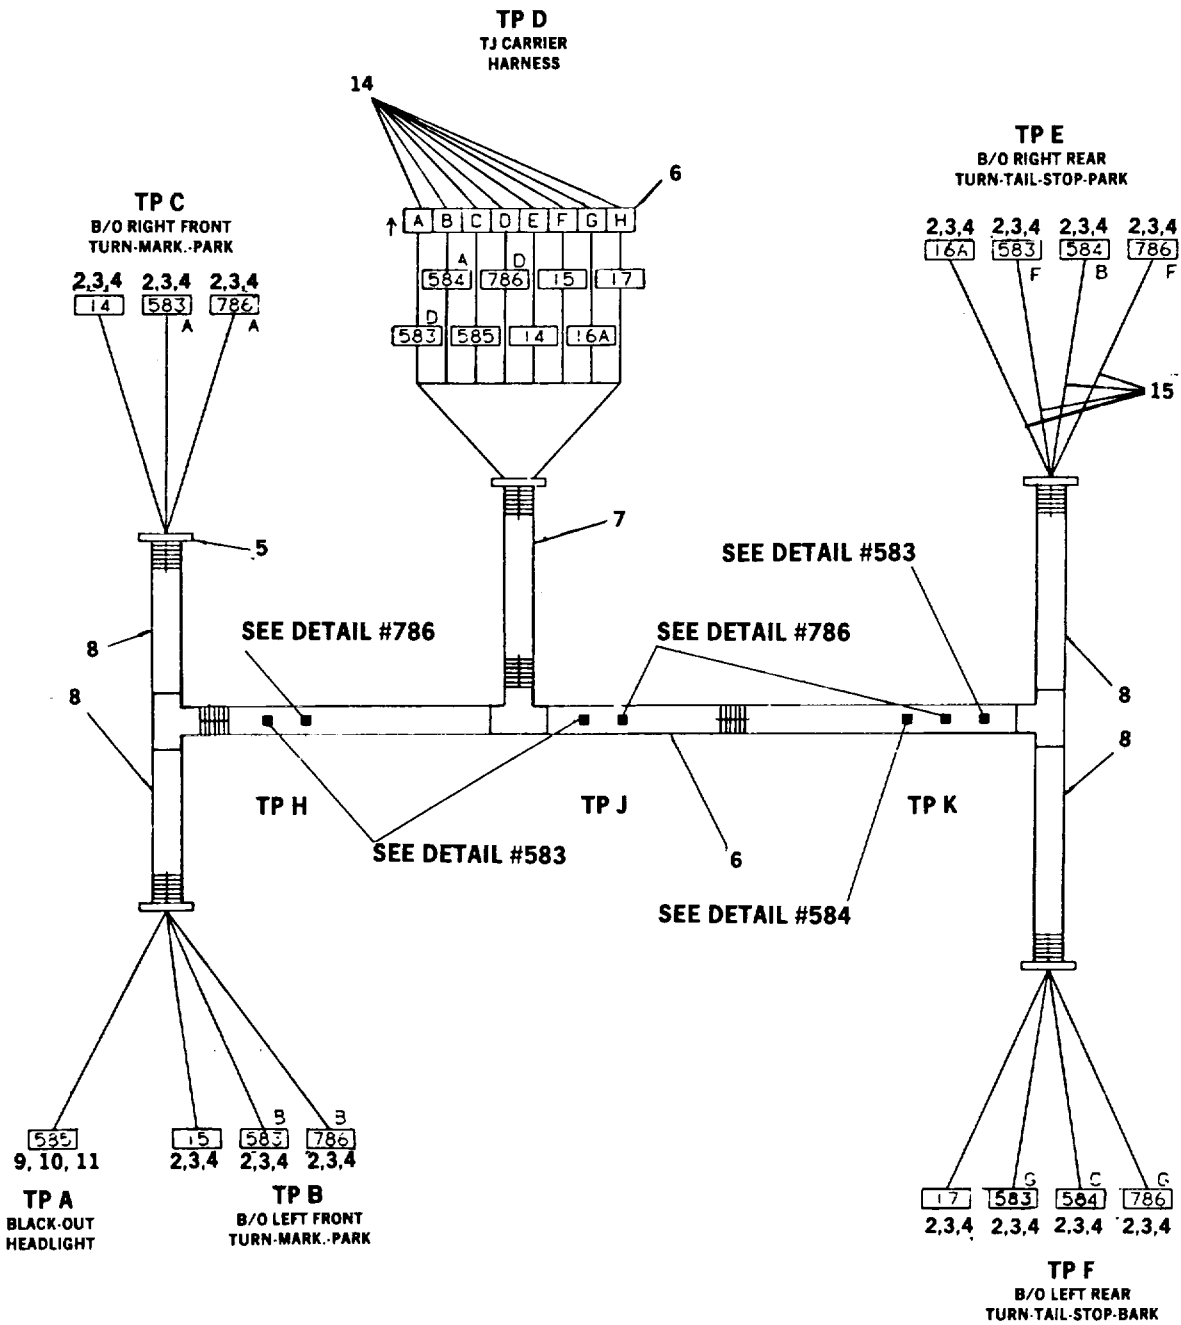 TP D
TJ CARRIER
HARNESS
14
6
A B C D E F G H
A
584
D
786
15
17
D
583
585
14
16A
TP E
B/O RIGHT REAR
TURN-TAIL-STOP-PARK
2,3,4 2,3,4 2,3,4 2,3,4
16A 583 584 786
F B F
15
TP C
B/O RIGHT FRONT
TURN-MARK.-PARK
2,3,4 2,3,4 2,3,4
14 583 786
A A
5
7
SEE DETAIL #583
SEE DETAIL #786
SEE DETAIL #786
8
8
8
8
TP H
TP J
TP K
SEE DETAIL #583
6
SEE DETAIL #584
B B
585 15 583 786
9, 10, 11 2,3,4 2,3,4 2,3,4
TP A
BLACK-OUT
HEADLIGHT
TP B
B/O LEFT FRONT
TURN-MARK.-PARK
G C G
17 583 584 786
2,3,4 2,3,4 2,3,4 2,3,4
TP F
B/O LEFT REAR
TURN-TAIL-STOP-BARK